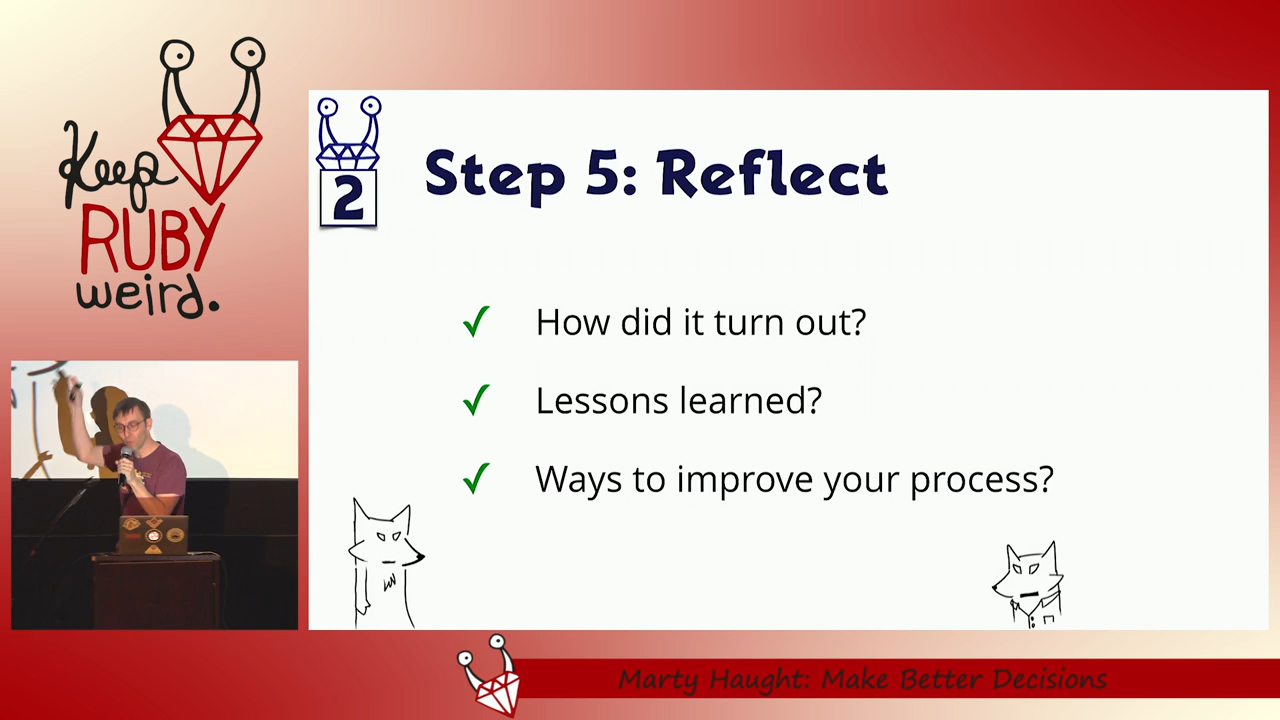 Keep
RUBY
weird.
2
Step 5: Reflect
✓ How did it turn out?
✓ Lessons learned?
✓ Ways to improve your process?
Marty Haught: Make Better Decisions